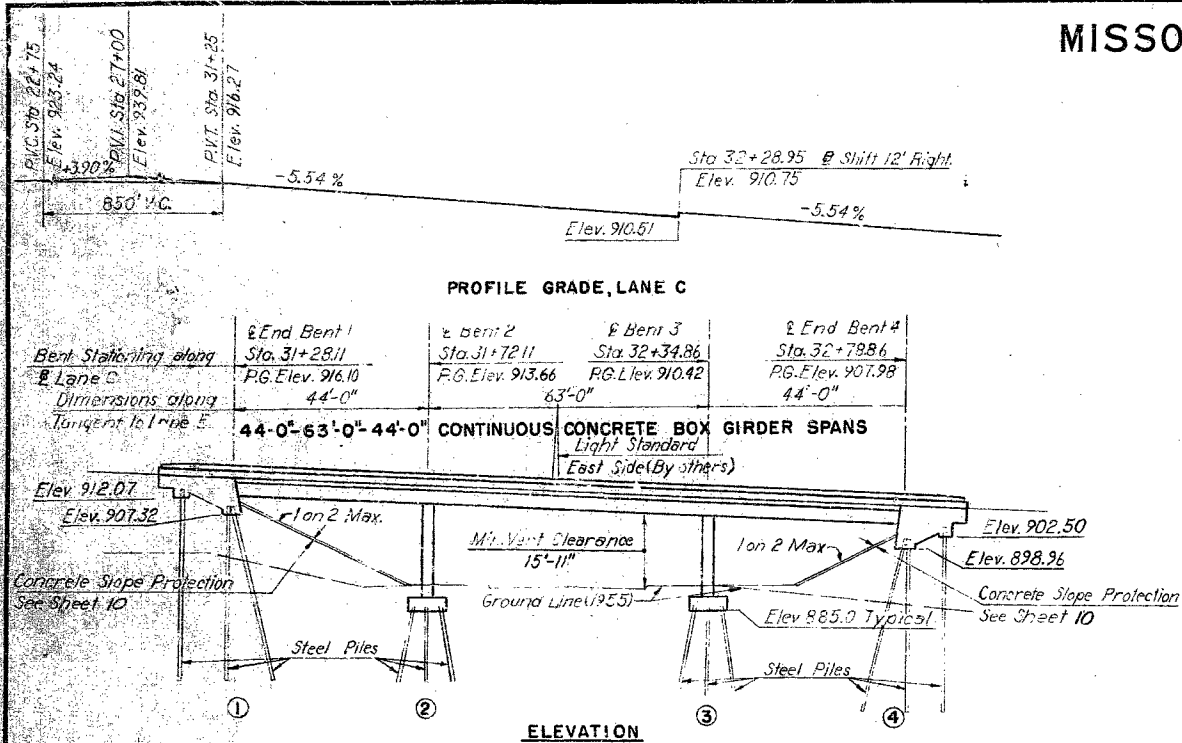 MISSO
P.V.C. Sta. 22+75
Elev. 923.24
P.V.I. Sta. 27+00
Elev. 939.81
P.V.T. Sta. 31+25
Elev. 916.27
+3.90%
-5.54%
850' V.C.
Sta. 32+28.95 ⅊ Shift 12' Right
Elev. 910.75
-5.54%
Elev. 910.51
PROFILE GRADE, LANE C
Bent Stationing along
Lane C
Dimensions along
Tangent to Lane E
℄ End Bent 1
Sta. 31+28.11
P.G. Elev. 916.10
℄ Bent 2
Sta. 31+72.11
P.G. Elev. 913.66
℄ Bent 3
Sta. 32+34.86
P.G. Elev. 910.42
℄ End Bent 4
Sta. 32+78.86
P.G. Elev. 907.98
44'-0"
63'-0"
44'-0"
44'-0"-63'-0"-44'-0" CONTINUOUS CONCRETE BOX GIRDER SPANS
Light Standard
East Side (By others)
Elev. 912.07
Elev. 907.32
1 on 2 Max.
Min. Vert. Clearance
15'-11"
1 on 2 Max
Elev. 902.50
Elev. 898.96
Concrete Slope Protection
See Sheet 10
Ground Line (1955)
Elev 885.0 Typical
Concrete Slope Protection
See Sheet 10
Steel Piles
Steel Piles
① ② ③ ④
ELEVATION